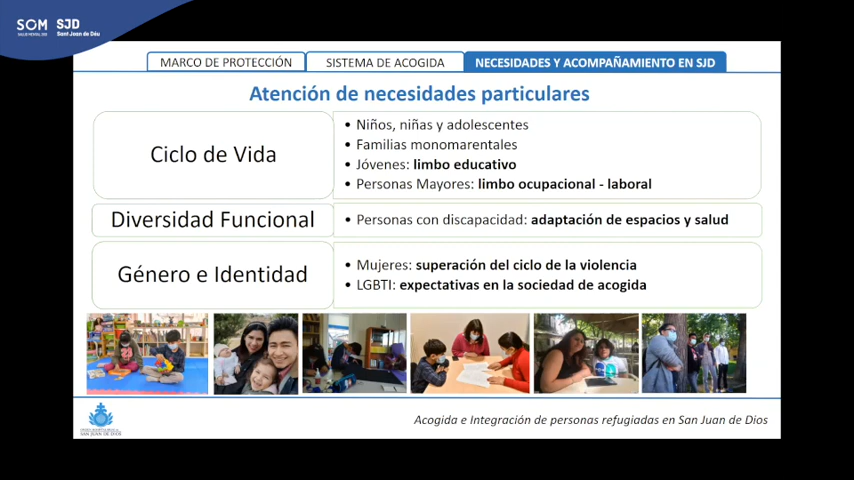 SOM
SALUD MENTAL 360
SJD
Sant Joan de Déu
MARCO DE PROTECCIÓN
SISTEMA DE ACOGIDA
NECESIDADES Y ACOMPAÑAMIENTO EN SJD
Atención de necesidades particulares
Ciclo de Vida
• Niños, niñas y adolescentes
• Familias monomarentales
• Jóvenes: limbo educativo
• Personas Mayores: limbo ocupacional - laboral
Diversidad Funcional
• Personas con discapacidad: adaptación de espacios y salud
Género e Identidad
• Mujeres: superación del ciclo de la violencia
• LGBTI: expectativas en la sociedad de acogida
SAN JUAN DE DIOS
Acogida e Integración de personas refugiadas en San Juan de Dios